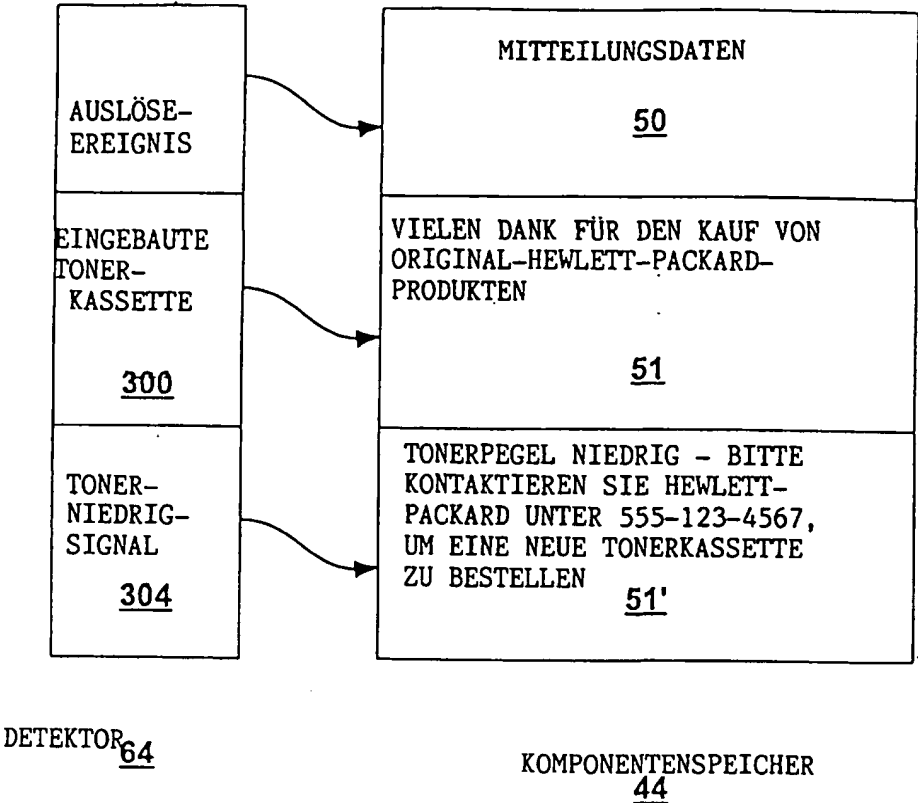 AUSLÖSE-
EREIGNIS
MITTEILUNGSDATEN
50
EINGEBAUTE
TONER-
KASSETTE
300
VIELEN DANK FÜR DEN KAUF VON
ORIGINAL-HEWLETT-PACKARD-
PRODUKTEN
51
TONER-
NIEDRIG-
SIGNAL
304
TONERPEGEL NIEDRIG - BITTE
KONTAKTIEREN SIE HEWLETT-
PACKARD UNTER 555-123-4567,
UM EINE NEUE TONERKASSETTE
ZU BESTELLEN
51'
DETEKTOR 64
KOMPONENTENSPEICHER
44